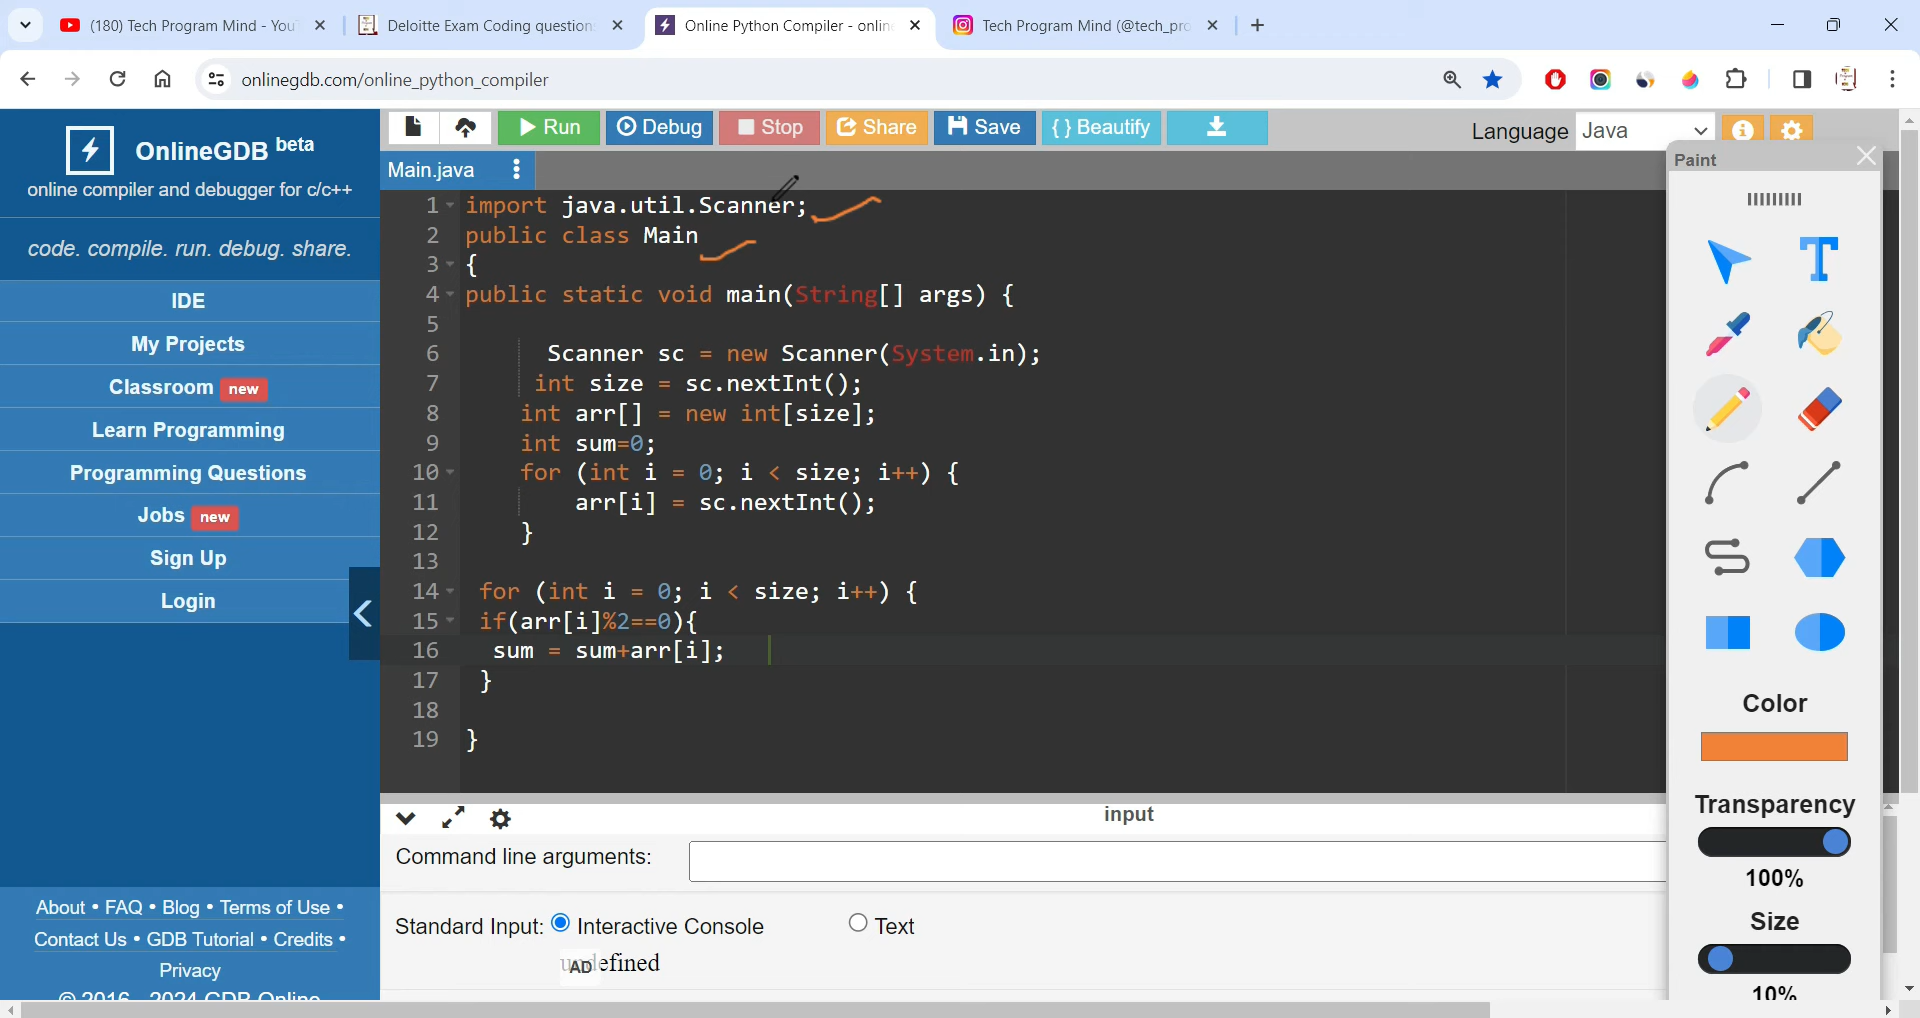 (180) Tech Program Mind - You
Deloitte Exam Coding question
Online Python Compiler - onlin
Tech Program Mind (@tech_pro
onlinegdb.com/online_python_compiler
OnlineGDB beta
online compiler and debugger for c/c++
code. compile. run. debug. share.
IDE
My Projects
Classroom new
Learn Programming
Programming Questions
Jobs new
Sign Up
Login
About • FAQ • Blog • Terms of Use •
Contact Us • GDB Tutorial • Credits •
Privacy
© 2016 - 2024 GDB Online
Run Debug Stop Share Save { } Beautify
Language Java
Main.java
1 import java.util.Scanner;
2 public class Main
3 {
4 public static void main(String[] args) {
5
6 Scanner sc = new Scanner(System.in);
7 int size = sc.nextInt();
8 int arr[] = new int[size];
9 int sum=0;
10 for (int i = 0; i < size; i++) {
11 arr[i] = sc.nextInt();
12 }
13
14 for (int i = 0; i < size; i++) {
15 if(arr[i]%2==0){
16 sum = sum+arr[i];
17 }
18
19 }
input
Command line arguments:
Standard Input: Interactive Console Text
undefined
AD
Paint
T
Color
Transparency
100%
Size
10%